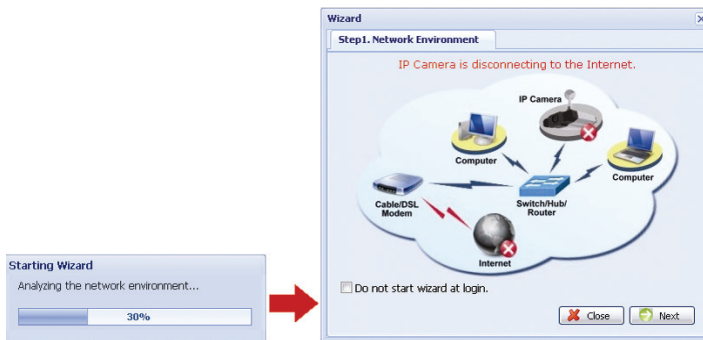 Starting Wizard
Analyzing the network environment...
30%
Wizard
Step1. Network Environment
IP Camera is disconnecting to the Internet.
IP Camera
Computer
Computer
Cable/DSL
Modem
Switch/Hub/
Router
Internet
Do not start wizard at login.
Close
Next